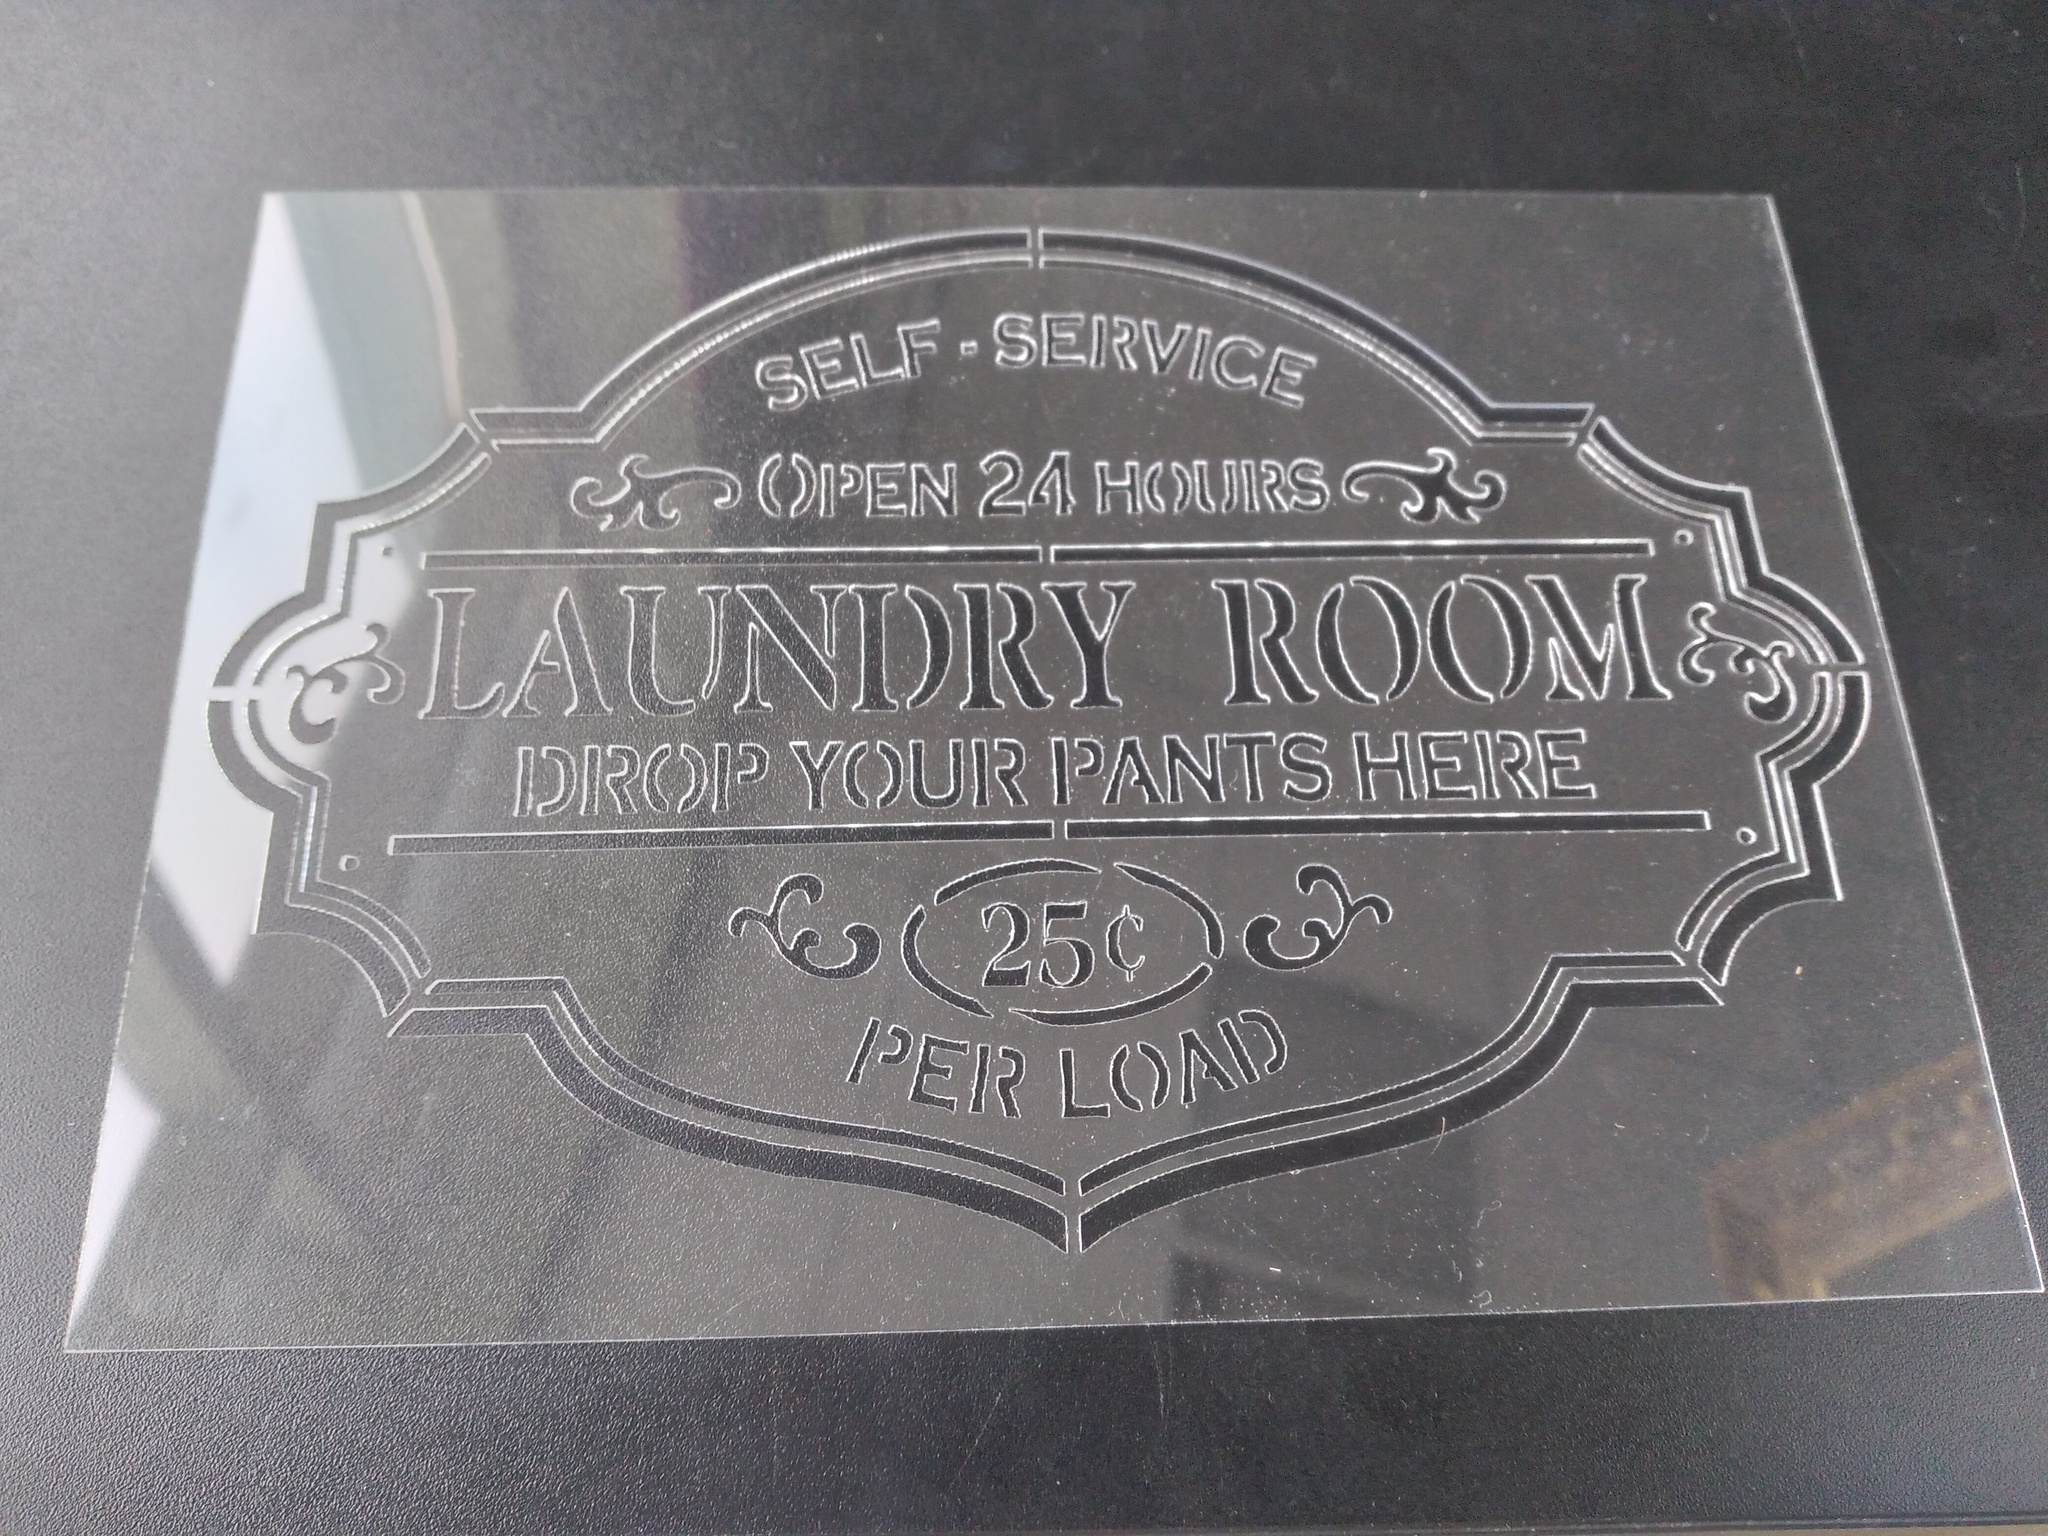 SELF-SERVICE
OPEN 24 HOURS
LAUNDRY ROOM
DROP YOUR PANTS HERE
25¢
PER LOAD